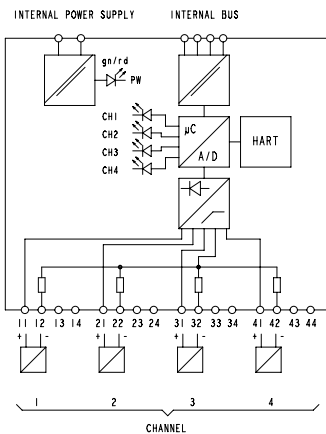 INTERNAL POWER SUPPLY INTERNAL BUS
gn/rd
PW
CH1
CH2
CH3
CH4
µC
A/D
HART
11 12 13 14 21 22 23 24 31 32 33 34 41 42 43 44
+ - + - + - + -
1 2 3 4
CHANNEL